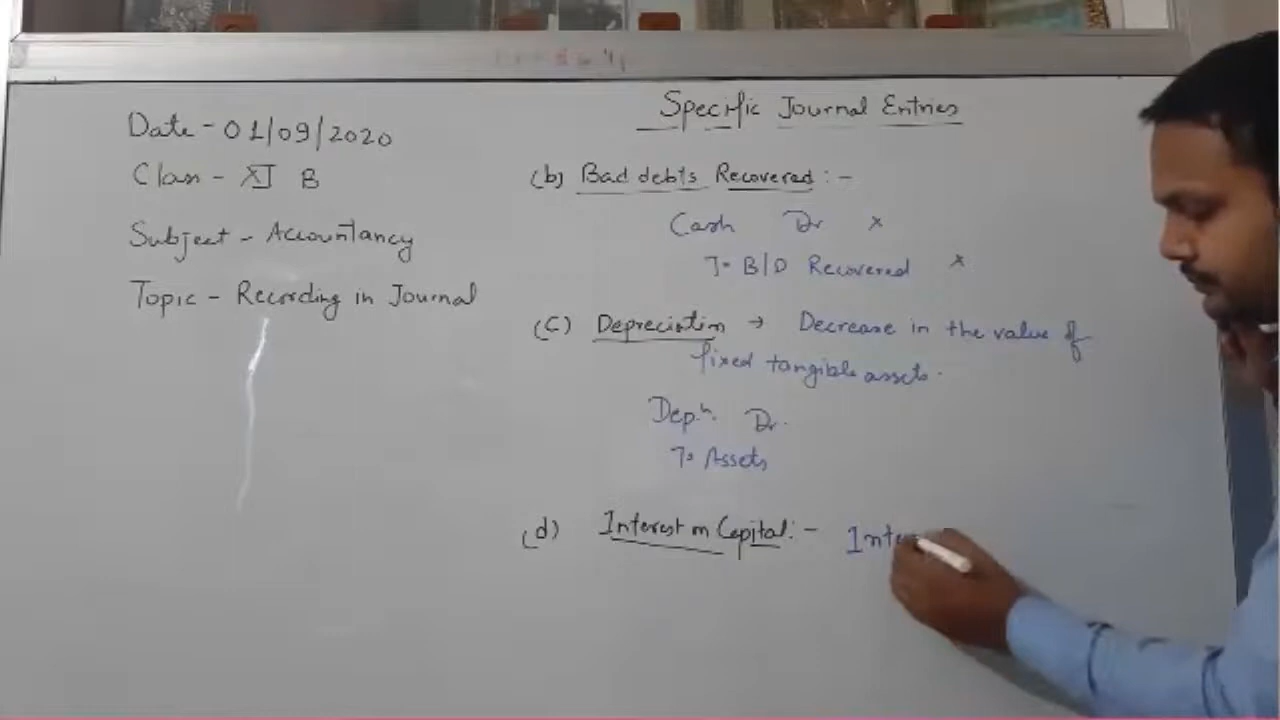 Date - 01/09/2020
Class - XI B
Subject - Accountancy
Topic - Recording in Journal
Specific Journal Entries
(b) Bad debts Recovered : -
Cash Dr x
To B/D Recovered x
(c) Depreciation → Decrease in the value of
fixed tangible assets.
Depn. Dr.
To Assets
(d) Interest on Capital : - Inte